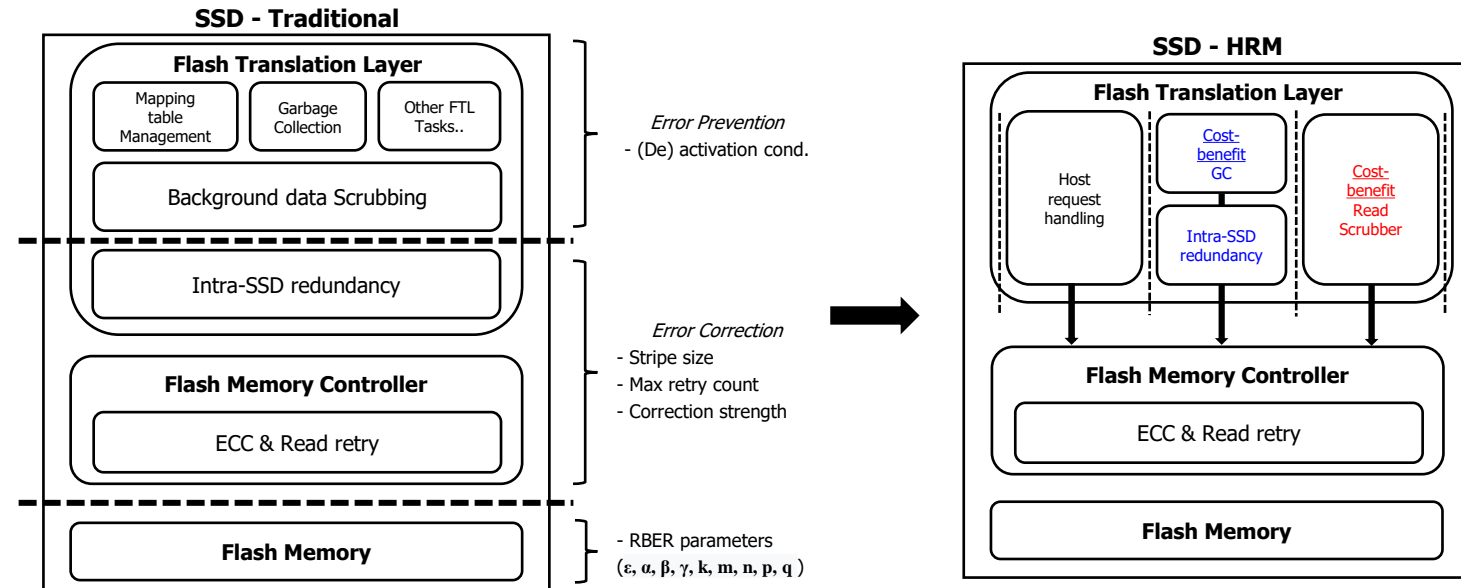 SSD - Traditional
Flash Translation Layer
Mapping
table
Management
Garbage
Collection
Other FTL
Tasks..
Background data Scrubbing
Intra-SSD redundancy
Flash Memory Controller
ECC & Read retry
Flash Memory
Error Prevention
- (De) activation cond.
Error Correction
- Stripe size
- Max retry count
- Correction strength
- RBER parameters
(ε, α, β, γ, k, m, n, p, q )
SSD - HRM
Flash Translation Layer
Host
request
handling
Cost-
benefit
GC
Intra-SSD
redundancy
Cost-
benefit
Read
Scrubber
Flash Memory Controller
ECC & Read retry
Flash Memory